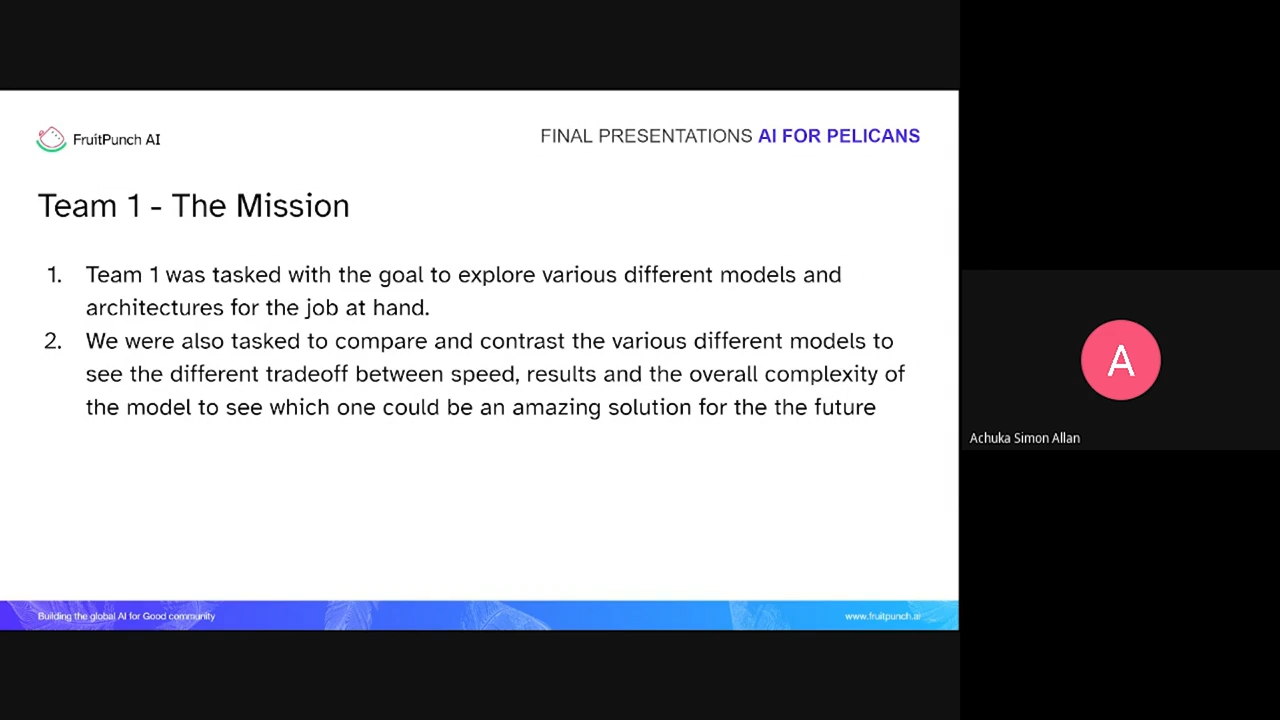 FruitPunch AI
FINAL PRESENTATIONS AI FOR PELICANS
Team 1 - The Mission
1. Team 1 was tasked with the goal to explore various different models and
architectures for the job at hand.
2. We were also tasked to compare and contrast the various different models to
see the different tradeoff between speed, results and the overall complexity of
the model to see which one could be an amazing solution for the the future
A
Achuka Simon Allan
Building the global AI for Good community
www.fruitpunch.ai